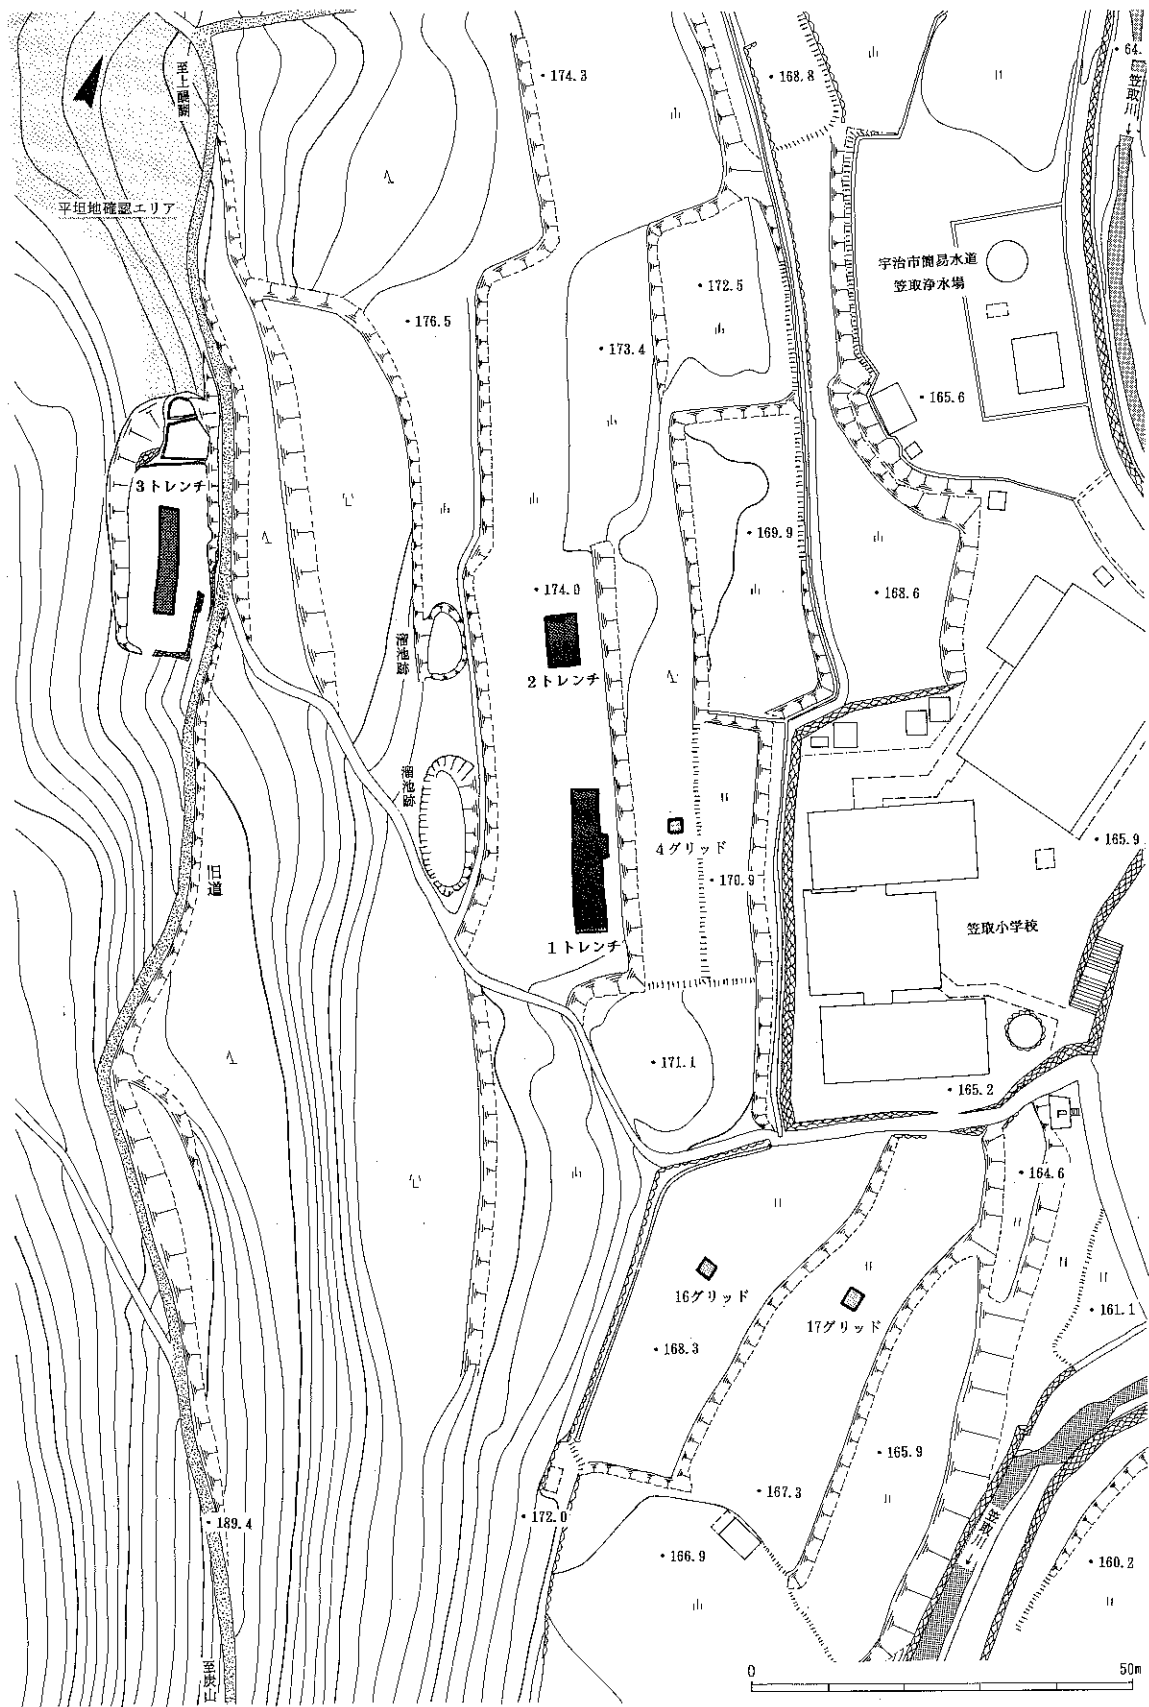 174.3
168.8
64.
笠取川
至上醍醐
平坦地確認エリア
宇治市簡易水道
笠取浄水場
172.5
176.5
173.4
165.6
3トレンチ
169.9
174.0
168.6
溜池跡
2トレンチ
溜池跡
4グリッド
165.9
170.9
旧道
笠取小学校
1トレンチ
171.1
165.2
164.6
16グリッド
17グリッド
161.1
168.3
165.9
167.3
189.4
172.0
笠取川
166.9
160.2
至炭山
0 50m